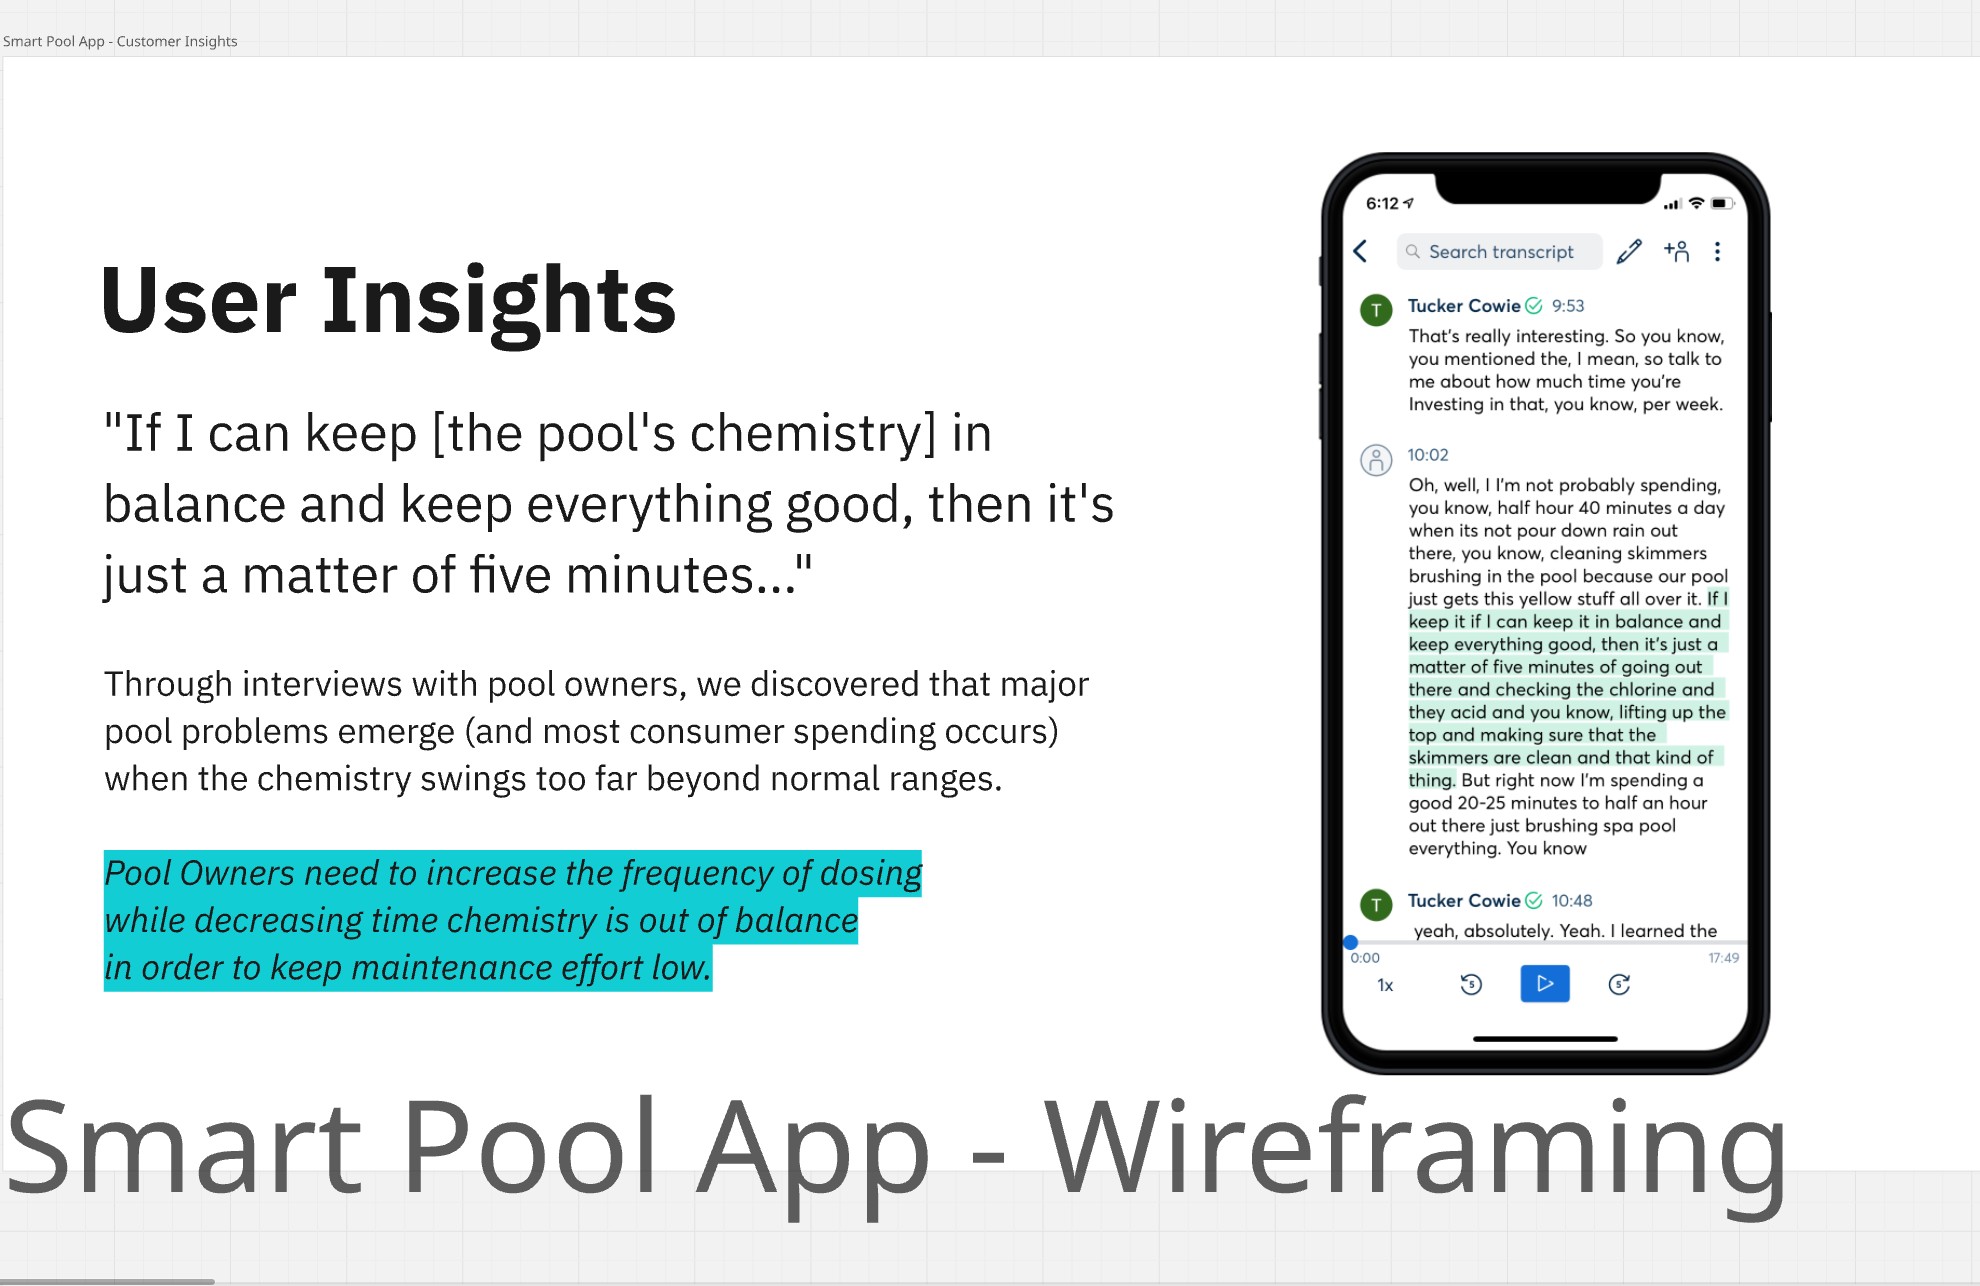 Smart Pool App - Customer Insights
User Insights
"If I can keep [the pool's chemistry] in
balance and keep everything good, then it's
just a matter of five minutes..."
Through interviews with pool owners, we discovered that major
pool problems emerge (and most consumer spending occurs)
when the chemistry swings too far beyond normal ranges.
Pool Owners need to increase the frequency of dosing
while decreasing time chemistry is out of balance
in order to keep maintenance effort low.
6:12
Search transcript
T
Tucker Cowie 9:53
That's really interesting. So you know,
you mentioned the, I mean, so talk to
me about how much time you're
Investing in that, you know, per week.
10:02
Oh, well, I I'm not probably spending,
you know, half hour 40 minutes a day
when its not pour down rain out
there, you know, cleaning skimmers
brushing in the pool because our pool
just gets this yellow stuff all over it. If I
keep it if I can keep it in balance and
keep everything good, then it's just a
matter of five minutes of going out
there and checking the chlorine and
they acid and you know, lifting up the
top and making sure that the
skimmers are clean and that kind of
thing. But right now I'm spending a
good 20-25 minutes to half an hour
out there just brushing spa pool
everything. You know
T
Tucker Cowie 10:48
yeah, absolutely. Yeah. I learned the
0:00
17:49
1x
5
5
Smart Pool App - Wireframing